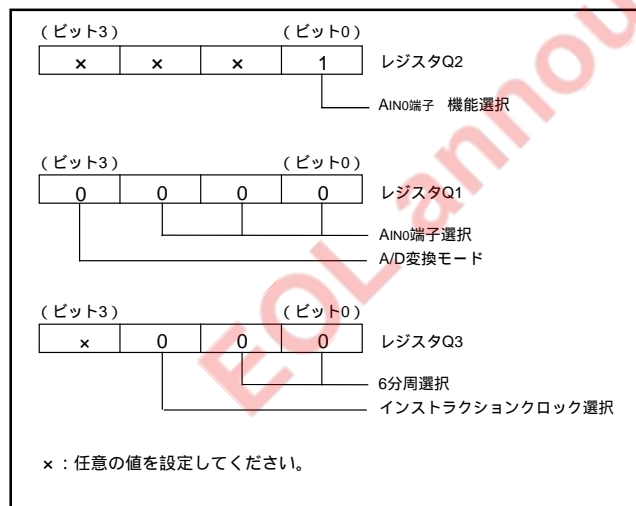 （ビット3） （ビット0）
× × × 1 レジスタQ2
AIN0端子 機能選択
（ビット3） （ビット0）
0 0 0 0 レジスタQ1
AIN0端子選択
A/D変換モード
（ビット3） （ビット0）
× 0 0 0 レジスタQ3
6分周選択
インストラクションクロック選択
×：任意の値を設定してください。
EOL annou